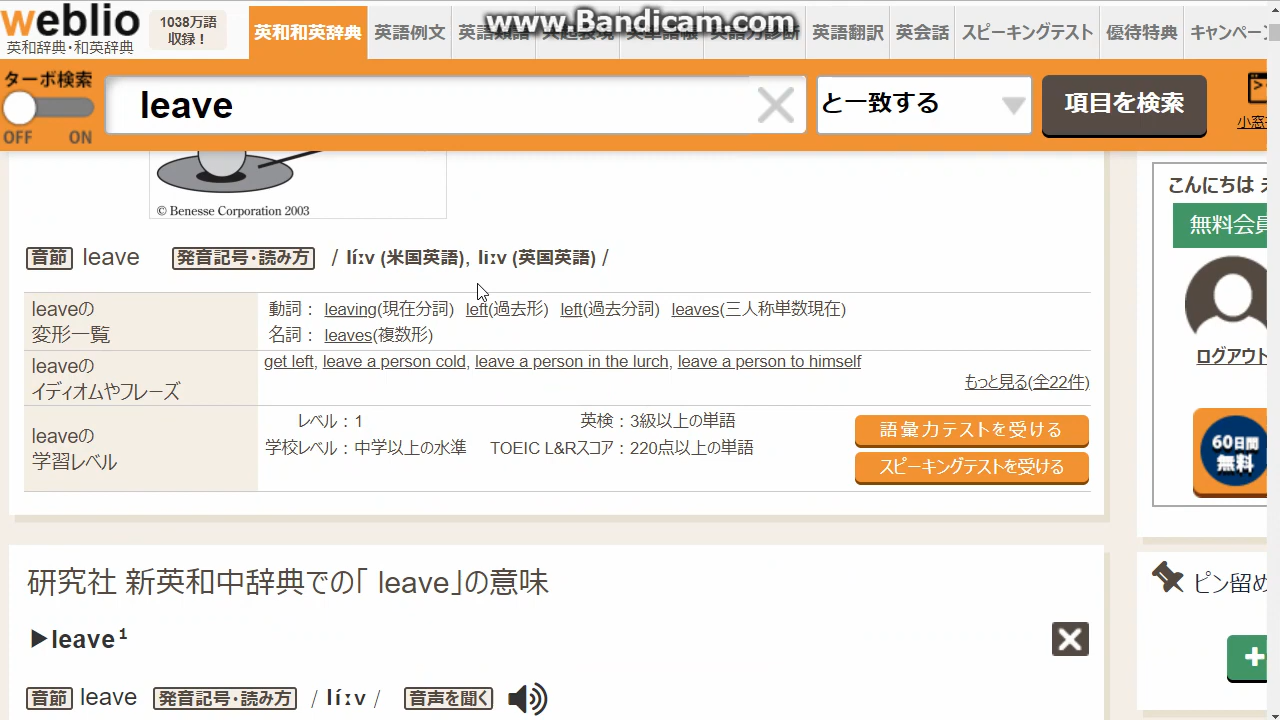 weblio
英和辞典・和英辞典
1038万語
収録！
英和和英辞典
英語例文
英語翻訳
英会話
スピーキングテスト
優待特典
キャンペー
www.Bandicam.com
ターボ検索
OFF ON
leave
と一致する
項目を検索
小窓
© Benesse Corporation 2003
音節 leave 発音記号・読み方 / líːv (米国英語), liːv (英国英語) /
leaveの
変形一覧
動詞： leaving(現在分詞) left(過去形) left(過去分詞) leaves(三人称単数現在)
名詞： leaves(複数形)
leaveの
イディオムやフレーズ
get left, leave a person cold, leave a person in the lurch, leave a person to himself
もっと見る(全22件)
leaveの
学習レベル
レベル：1 英検：3級以上の単語
学校レベル：中学以上の水準 TOEIC L&Rスコア：220点以上の単語
語彙力テストを受ける
スピーキングテストを受ける
研究社 新英和中辞典での「 leave」の意味
▶leave¹
音節 leave 発音記号・読み方 / líːv / 音声を聞く
こんにちは
無料会員
ログアウト
60日間
無料
ピン留め